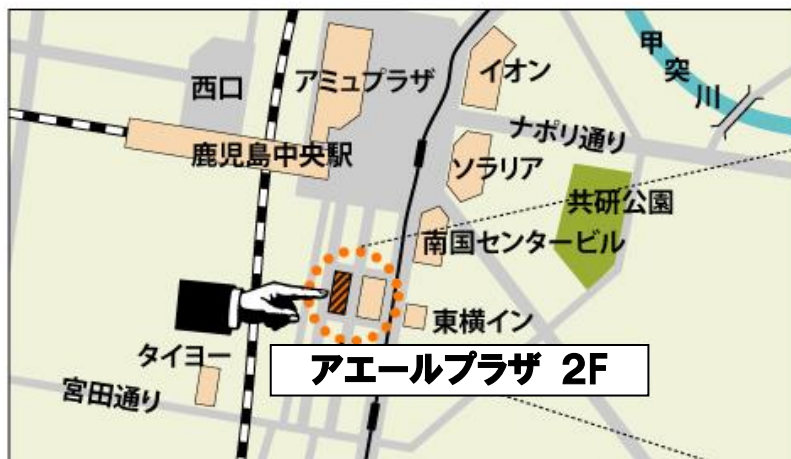 甲突川
イオン
アミュプラザ
西口
ナポリ通り
鹿児島中央駅
ソラリア
共研公園
南国センタービル
東横イン
タイヨー
アエールプラザ 2F
宮田通り